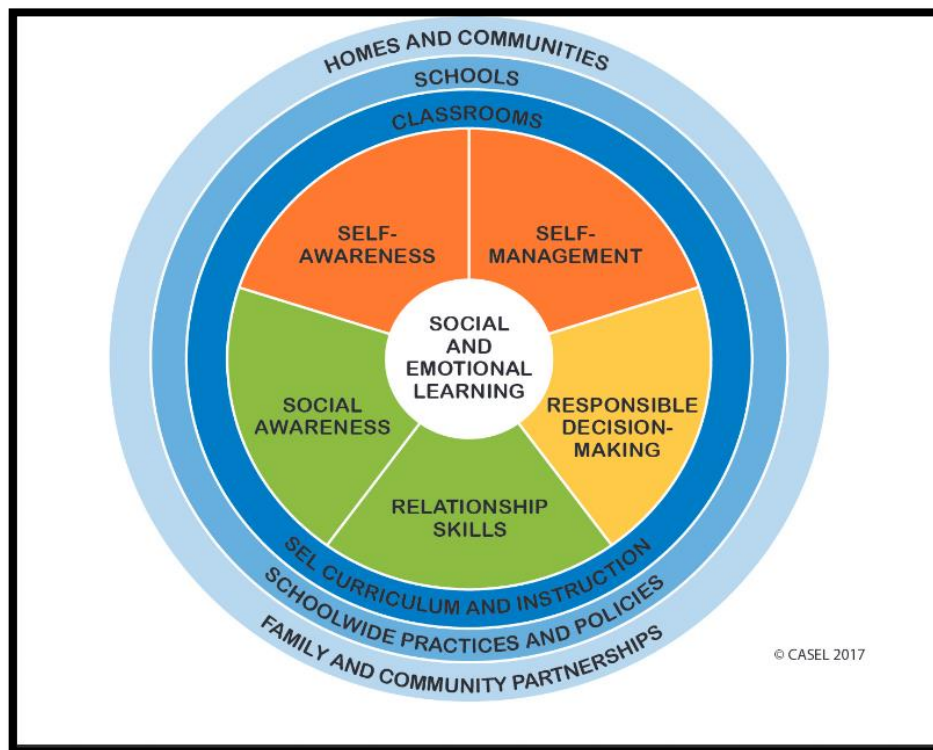 HOMES AND COMMUNITIES
SCHOOLS
CLASSROOMS
SELF-
AWARENESS
SELF-
MANAGEMENT
SOCIAL
AND
EMOTIONAL
LEARNING
SOCIAL
AWARENESS
RESPONSIBLE
DECISION-
MAKING
RELATIONSHIP
SKILLS
SEL CURRICULUM AND INSTRUCTION
SCHOOLWIDE PRACTICES AND POLICIES
FAMILY AND COMMUNITY PARTNERSHIPS
© CASEL 2017